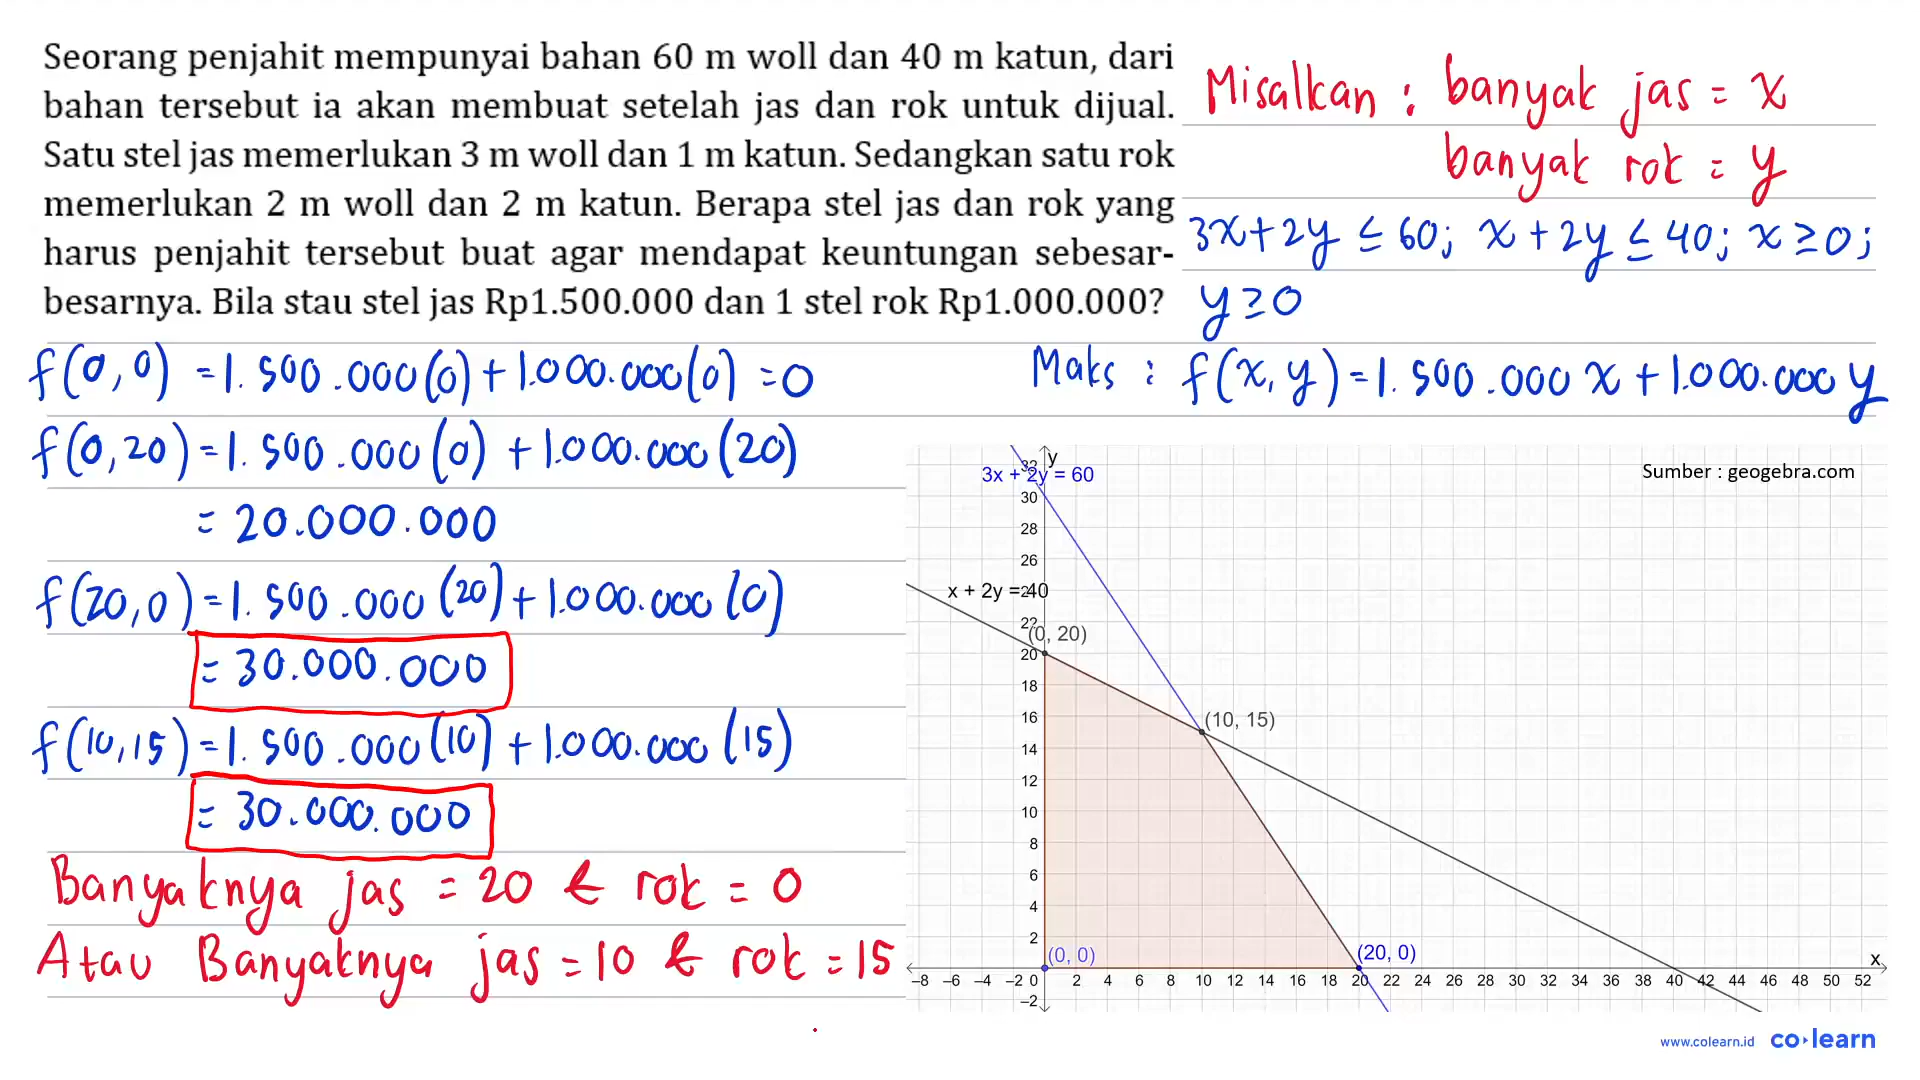 Seorang penjahit mempunyai bahan 60 m woll dan 40 m katun, dari
bahan tersebut ia akan membuat setelah jas dan rok untuk dijual.
Satu stel jas memerlukan 3 m woll dan 1 m katun. Sedangkan satu rok
memerlukan 2 m woll dan 2 m katun. Berapa stel jas dan rok yang
harus penjahit tersebut buat agar mendapat keuntungan sebesar-
besarnya. Bila stau stel jas Rp1.500.000 dan 1 stel rok Rp1.000.000?
Misalkan : banyak jas = x
banyak rok = y
3x + 2y ≤ 60; x + 2y ≤ 40; x ≥ 0;
y ≥ 0
Maks : f(x, y) = 1.500.000 x + 1.000.000 y
f(0, 0) = 1.500.000(0) + 1.000.000(0) = 0
f(0, 20) = 1.500.000(0) + 1.000.000(20)
= 20.000.000
f(20, 0) = 1.500.000(20) + 1.000.000(0)
= 30.000.000
f(10, 15) = 1.500.000(10) + 1.000.000(15)
= 30.000.000
Banyaknya jas = 20 & rok = 0
Atau Banyaknya jas = 10 & rok = 15
Sumber : geogebra.com
y
32
3x + 2y = 60
30
28
26
24
x + 2y = 40
22
(0, 20)
20
18
16
(10, 15)
14
12
10
8
6
4
2
(0, 0)
(20, 0)
x
–8 –6 –4 –2 0 2 4 6 8 10 12 14 16 18 20 22 24 26 28 30 32 34 36 38 40 42 44 46 48 50 52
–2
www.colearn.id co·learn